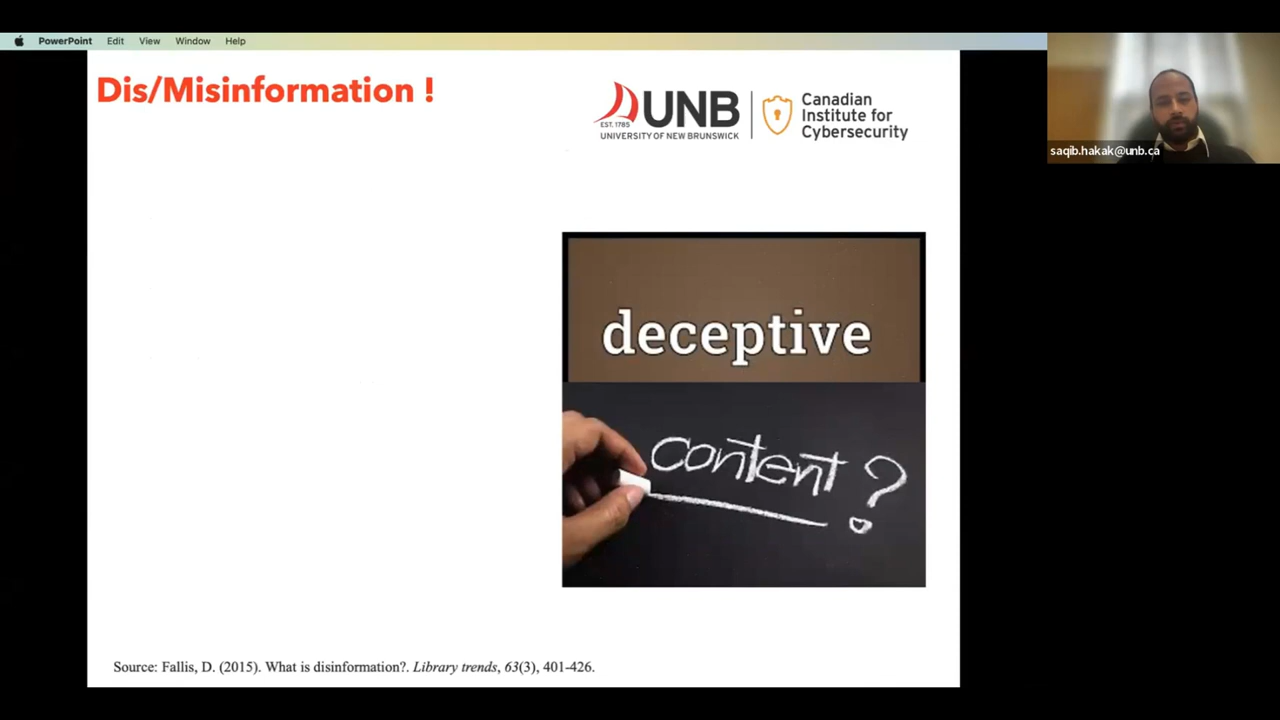 PowerPoint Edit View Window Help
Dis/Misinformation !
EST. 1785
UNB
UNIVERSITY OF NEW BRUNSWICK
Canadian
Institute for
Cybersecurity
saqib.hakak@unb.ca
deceptive
content?
Source: Fallis, D. (2015). What is disinformation?. Library trends, 63(3), 401-426.